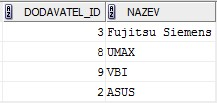 DODAVATEL_ID NAZEV
3 Fujitsu Siemens
8 UMAX
9 VBI
2 ASUS